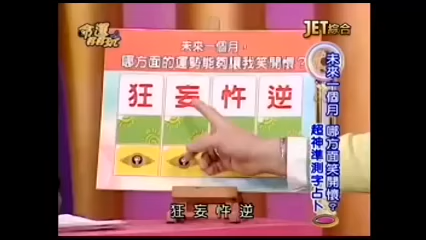 命運好好玩
JET綜合
未來一個月,
哪方面的運勢能夠讓我笑開懷?
狂 妄 忤 逆
未來一個月 哪方面笑開懷?
超神準測字占卜
狂 妄 忤 逆